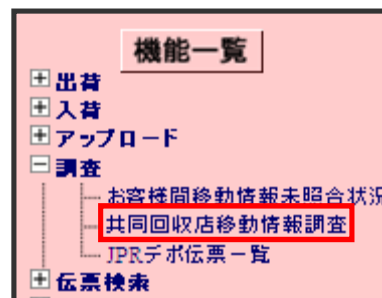 機能一覧
出荷
入荷
アップロード
調査
お客様間移動情報未照合状況
共同回収店移動情報調査
JPRデポ伝票一覧
伝票検索